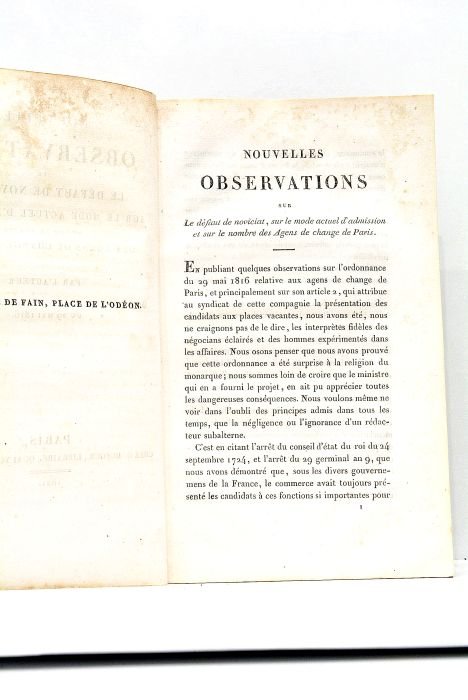 DE FAIN, PLACE DE L'ODÉON.
NOUVELLES
OBSERVATIONS
SUR
Le défaut de noviciat, sur le mode actuel d'admission
et sur le nombre des Agens de change de Paris.
En publiant quelques observations sur l'ordonnance
du 29 mai 1816 relative aux agens de change de
Paris, et principalement sur son article 2, qui attribue
au syndicat de cette compagnie la présentation des
candidats aux places vacantes, nous avons été, nous
ne craignons pas de le dire, les interprètes fidèles des
négocians éclairés et des hommes expérimentés dans
les affaires. Nous osons penser que nous avons prouvé
que cette ordonnance a été surprise à la religion du
monarque; nous sommes loin de croire que le ministre
qui en a fourni le projet, en ait pu apprécier toutes
les dangereuses conséquences. Nous voulons même ne
voir dans l'oubli des principes admis dans tous les
temps, que la négligence ou l'ignorance d'un rédac-
teur subalterne.
C'est en citant l'arrêt du conseil d'état du roi du 24
septembre 1724, et l'arrêt du 29 germinal an 9, que
nous avons démontré que, sous les divers gouverne-
mens de la France, le commerce avait toujours pré-
senté les candidats à ces fonctions si importantes pour
1